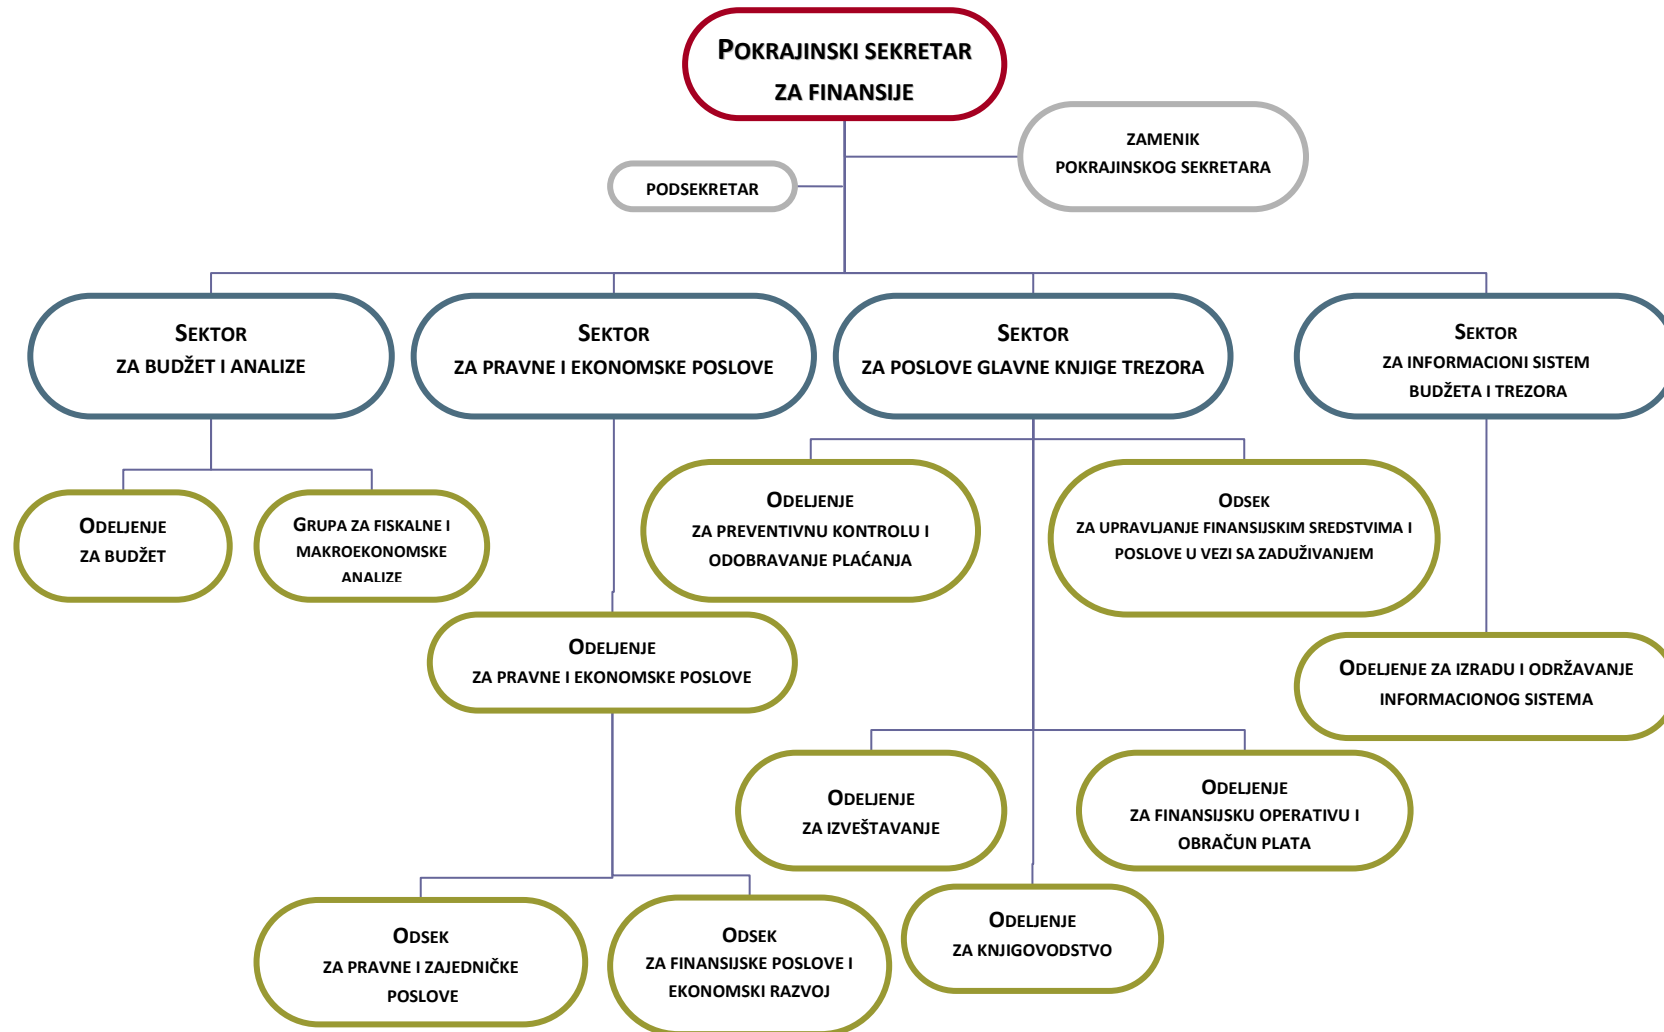 POKRAJINSKI SEKRETAR
ZA FINANSIJE
ZAMENIK
POKRAJINSKOG SEKRETARA
PODSEKRETAR
SEKTOR
ZA BUDŽET I ANALIZE
SEKTOR
ZA PRAVNE I EKONOMSKE POSLOVE
SEKTOR
ZA POSLOVE GLAVNE KNJIGE TREZORA
SEKTOR
ZA INFORMACIONI SISTEM
BUDŽETA I TREZORA
ODELJENJE
ZA BUDŽET
GRUPA ZA FISKALNE I
MAKROEKONOMSKE
ANALIZE
ODELJENJE
ZA PREVENTIVNU KONTROLU I
ODOBRAVANJE PLAĆANJA
ODSEK
ZA UPRAVLJANJE FINANSIJSKIM SREDSTVIMA I
POSLOVE U VEZI SA ZADUŽIVANJEM
ODELJENJE
ZA PRAVNE I EKONOMSKE POSLOVE
ODELJENJE ZA IZRADU I ODRŽAVANJE
INFORMACIONOG SISTEMA
ODELJENJE
ZA IZVEŠTAVANJE
ODELJENJE
ZA FINANSIJSKU OPERATIVU I
OBRAČUN PLATA
ODSEK
ZA PRAVNE I ZAJEDNIČKE
POSLOVE
ODSEK
ZA FINANSIJSKE POSLOVE I
EKONOMSKI RAZVOJ
ODELJENJE
ZA KNJIGOVODSTVO